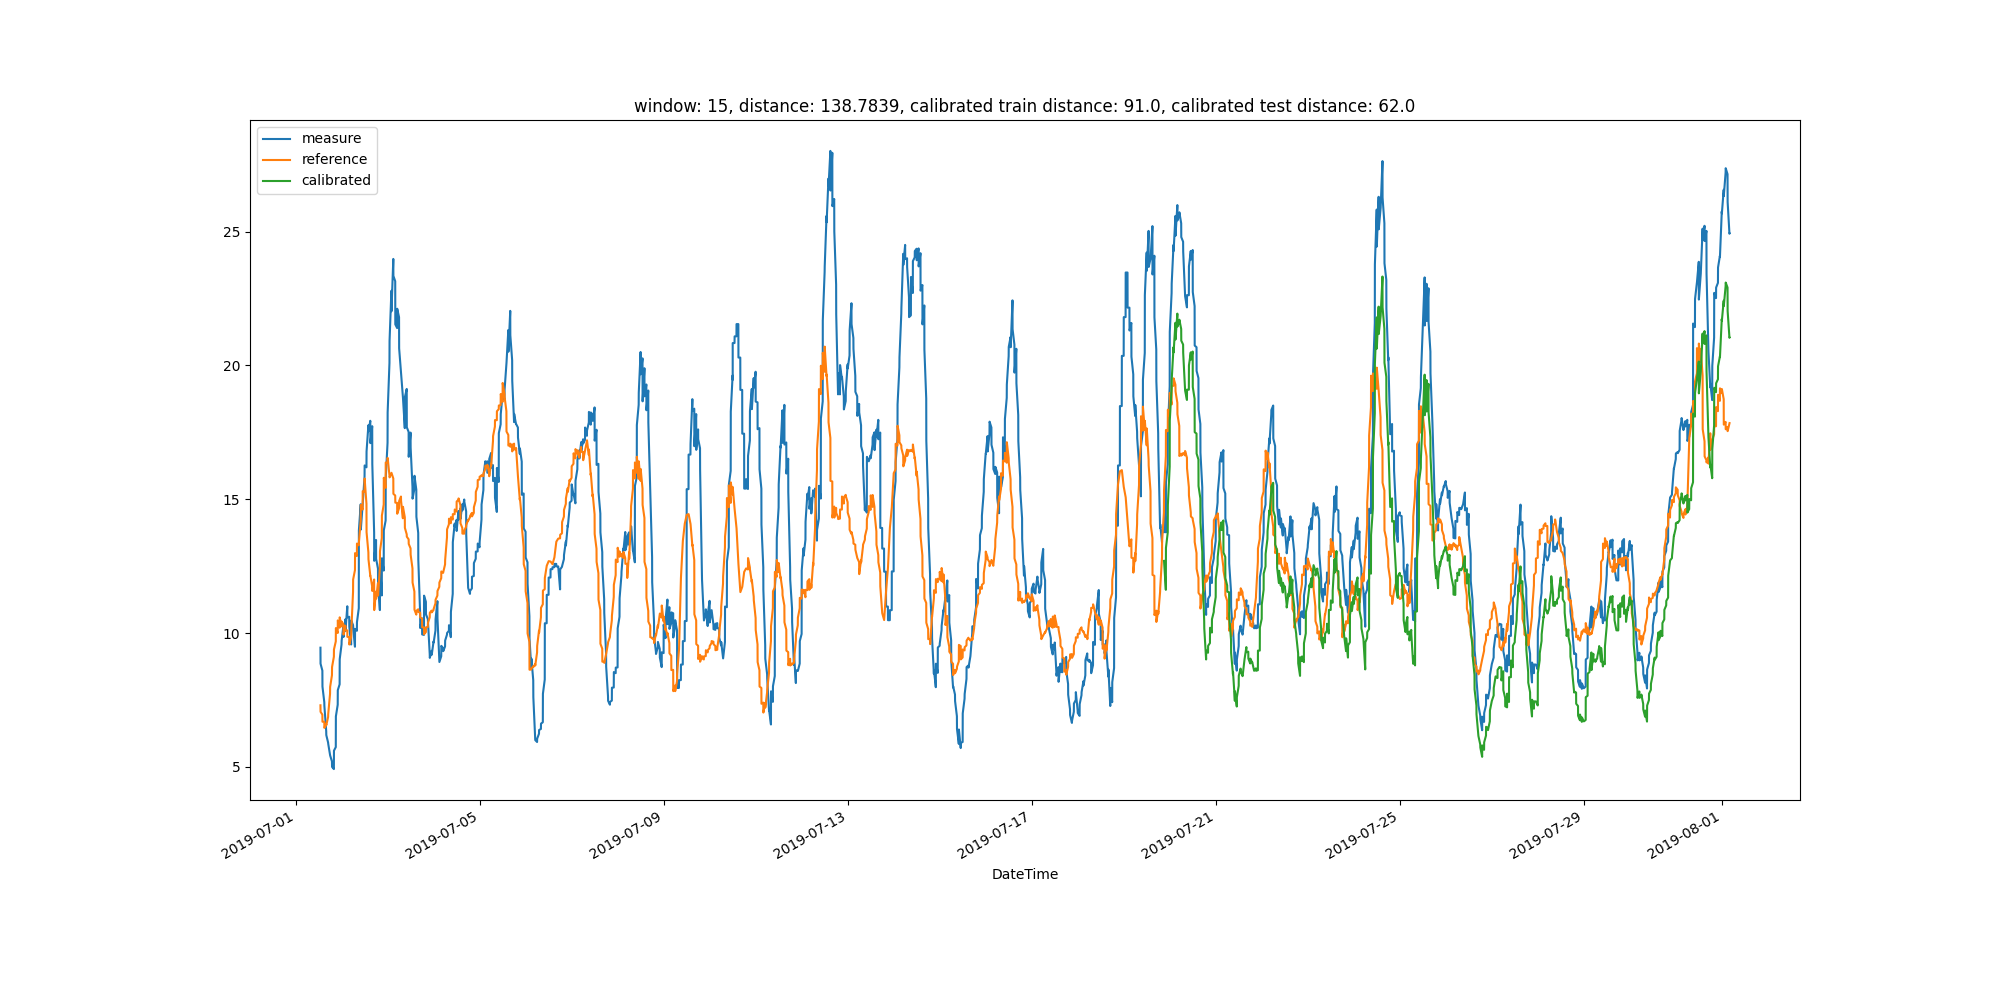 window: 15, distance: 138.7839, calibrated train distance: 91.0, calibrated test distance: 62.0
measure
reference
calibrated
25
20
15
10
5
2019-07-01
2019-07-05
2019-07-09
2019-07-13
2019-07-17
2019-07-21
2019-07-25
2019-07-29
2019-08-01
DateTime